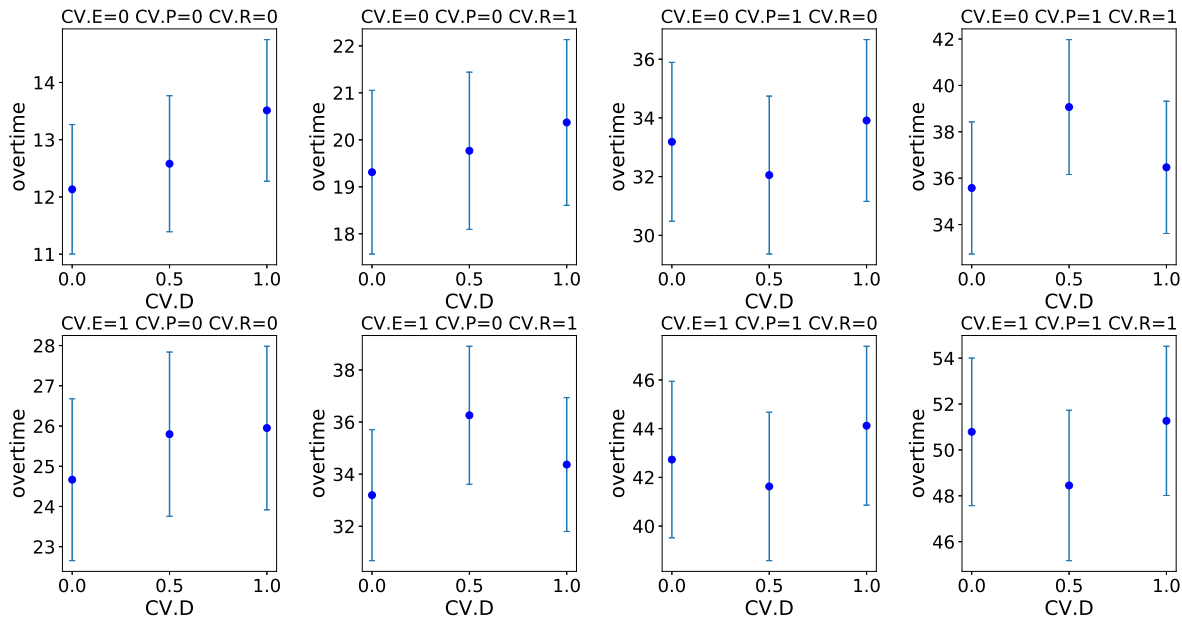 CV.E=0 CV.P=0 CV.R=0
14
13
12
11
overtime
0.0 0.5 1.0
CV.D
CV.E=0 CV.P=0 CV.R=1
22
21
20
19
18
overtime
0.0 0.5 1.0
CV.D
CV.E=0 CV.P=1 CV.R=0
36
34
32
30
overtime
0.0 0.5 1.0
CV.D
CV.E=0 CV.P=1 CV.R=1
42
40
38
36
34
overtime
0.0 0.5 1.0
CV.D
CV.E=1 CV.P=0 CV.R=0
28
27
26
25
24
23
overtime
0.0 0.5 1.0
CV.D
CV.E=1 CV.P=0 CV.R=1
38
36
34
32
overtime
0.0 0.5 1.0
CV.D
CV.E=1 CV.P=1 CV.R=0
46
44
42
40
overtime
0.0 0.5 1.0
CV.D
CV.E=1 CV.P=1 CV.R=1
54
52
50
48
46
overtime
0.0 0.5 1.0
CV.D